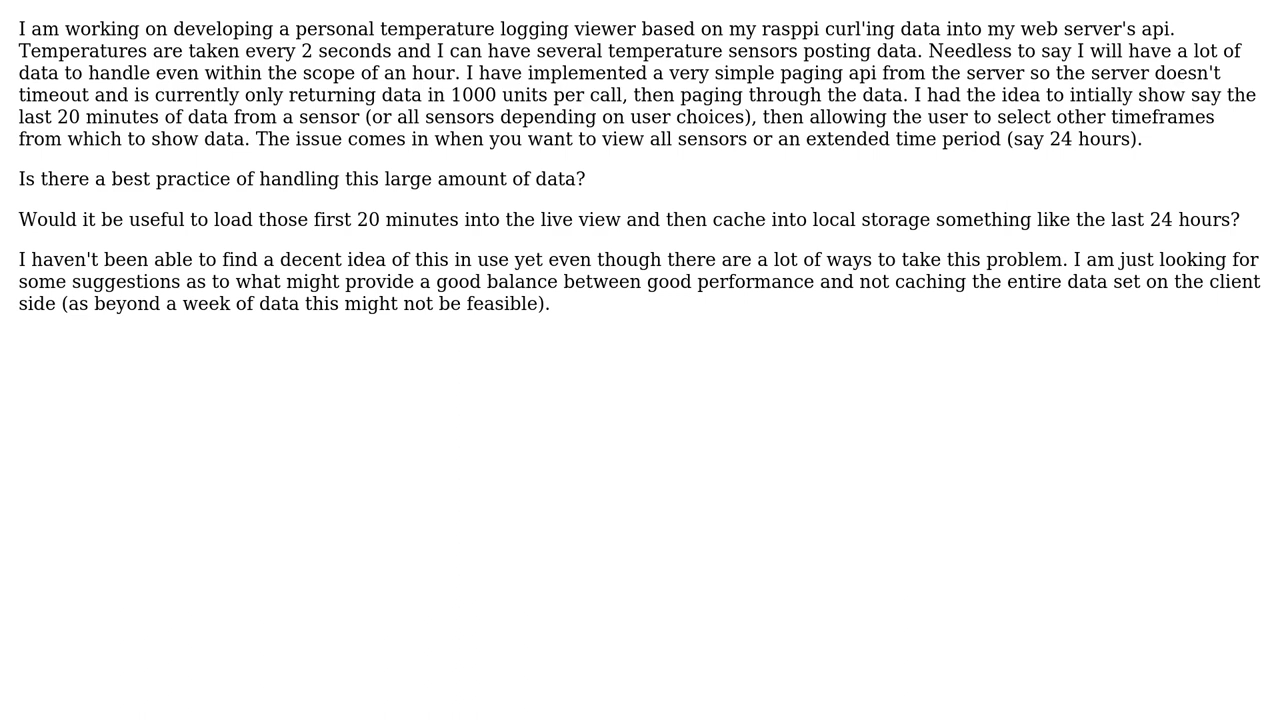 I am working on developing a personal temperature logging viewer based on my rasppi curl'ing data into my web server's api.
Temperatures are taken every 2 seconds and I can have several temperature sensors posting data. Needless to say I will have a lot of
data to handle even within the scope of an hour. I have implemented a very simple paging api from the server so the server doesn't
timeout and is currently only returning data in 1000 units per call, then paging through the data. I had the idea to intially show say the
last 20 minutes of data from a sensor (or all sensors depending on user choices), then allowing the user to select other timeframes
from which to show data. The issue comes in when you want to view all sensors or an extended time period (say 24 hours).
Is there a best practice of handling this large amount of data?
Would it be useful to load those first 20 minutes into the live view and then cache into local storage something like the last 24 hours?
I haven't been able to find a decent idea of this in use yet even though there are a lot of ways to take this problem. I am just looking for
some suggestions as to what might provide a good balance between good performance and not caching the entire data set on the client
side (as beyond a week of data this might not be feasible).